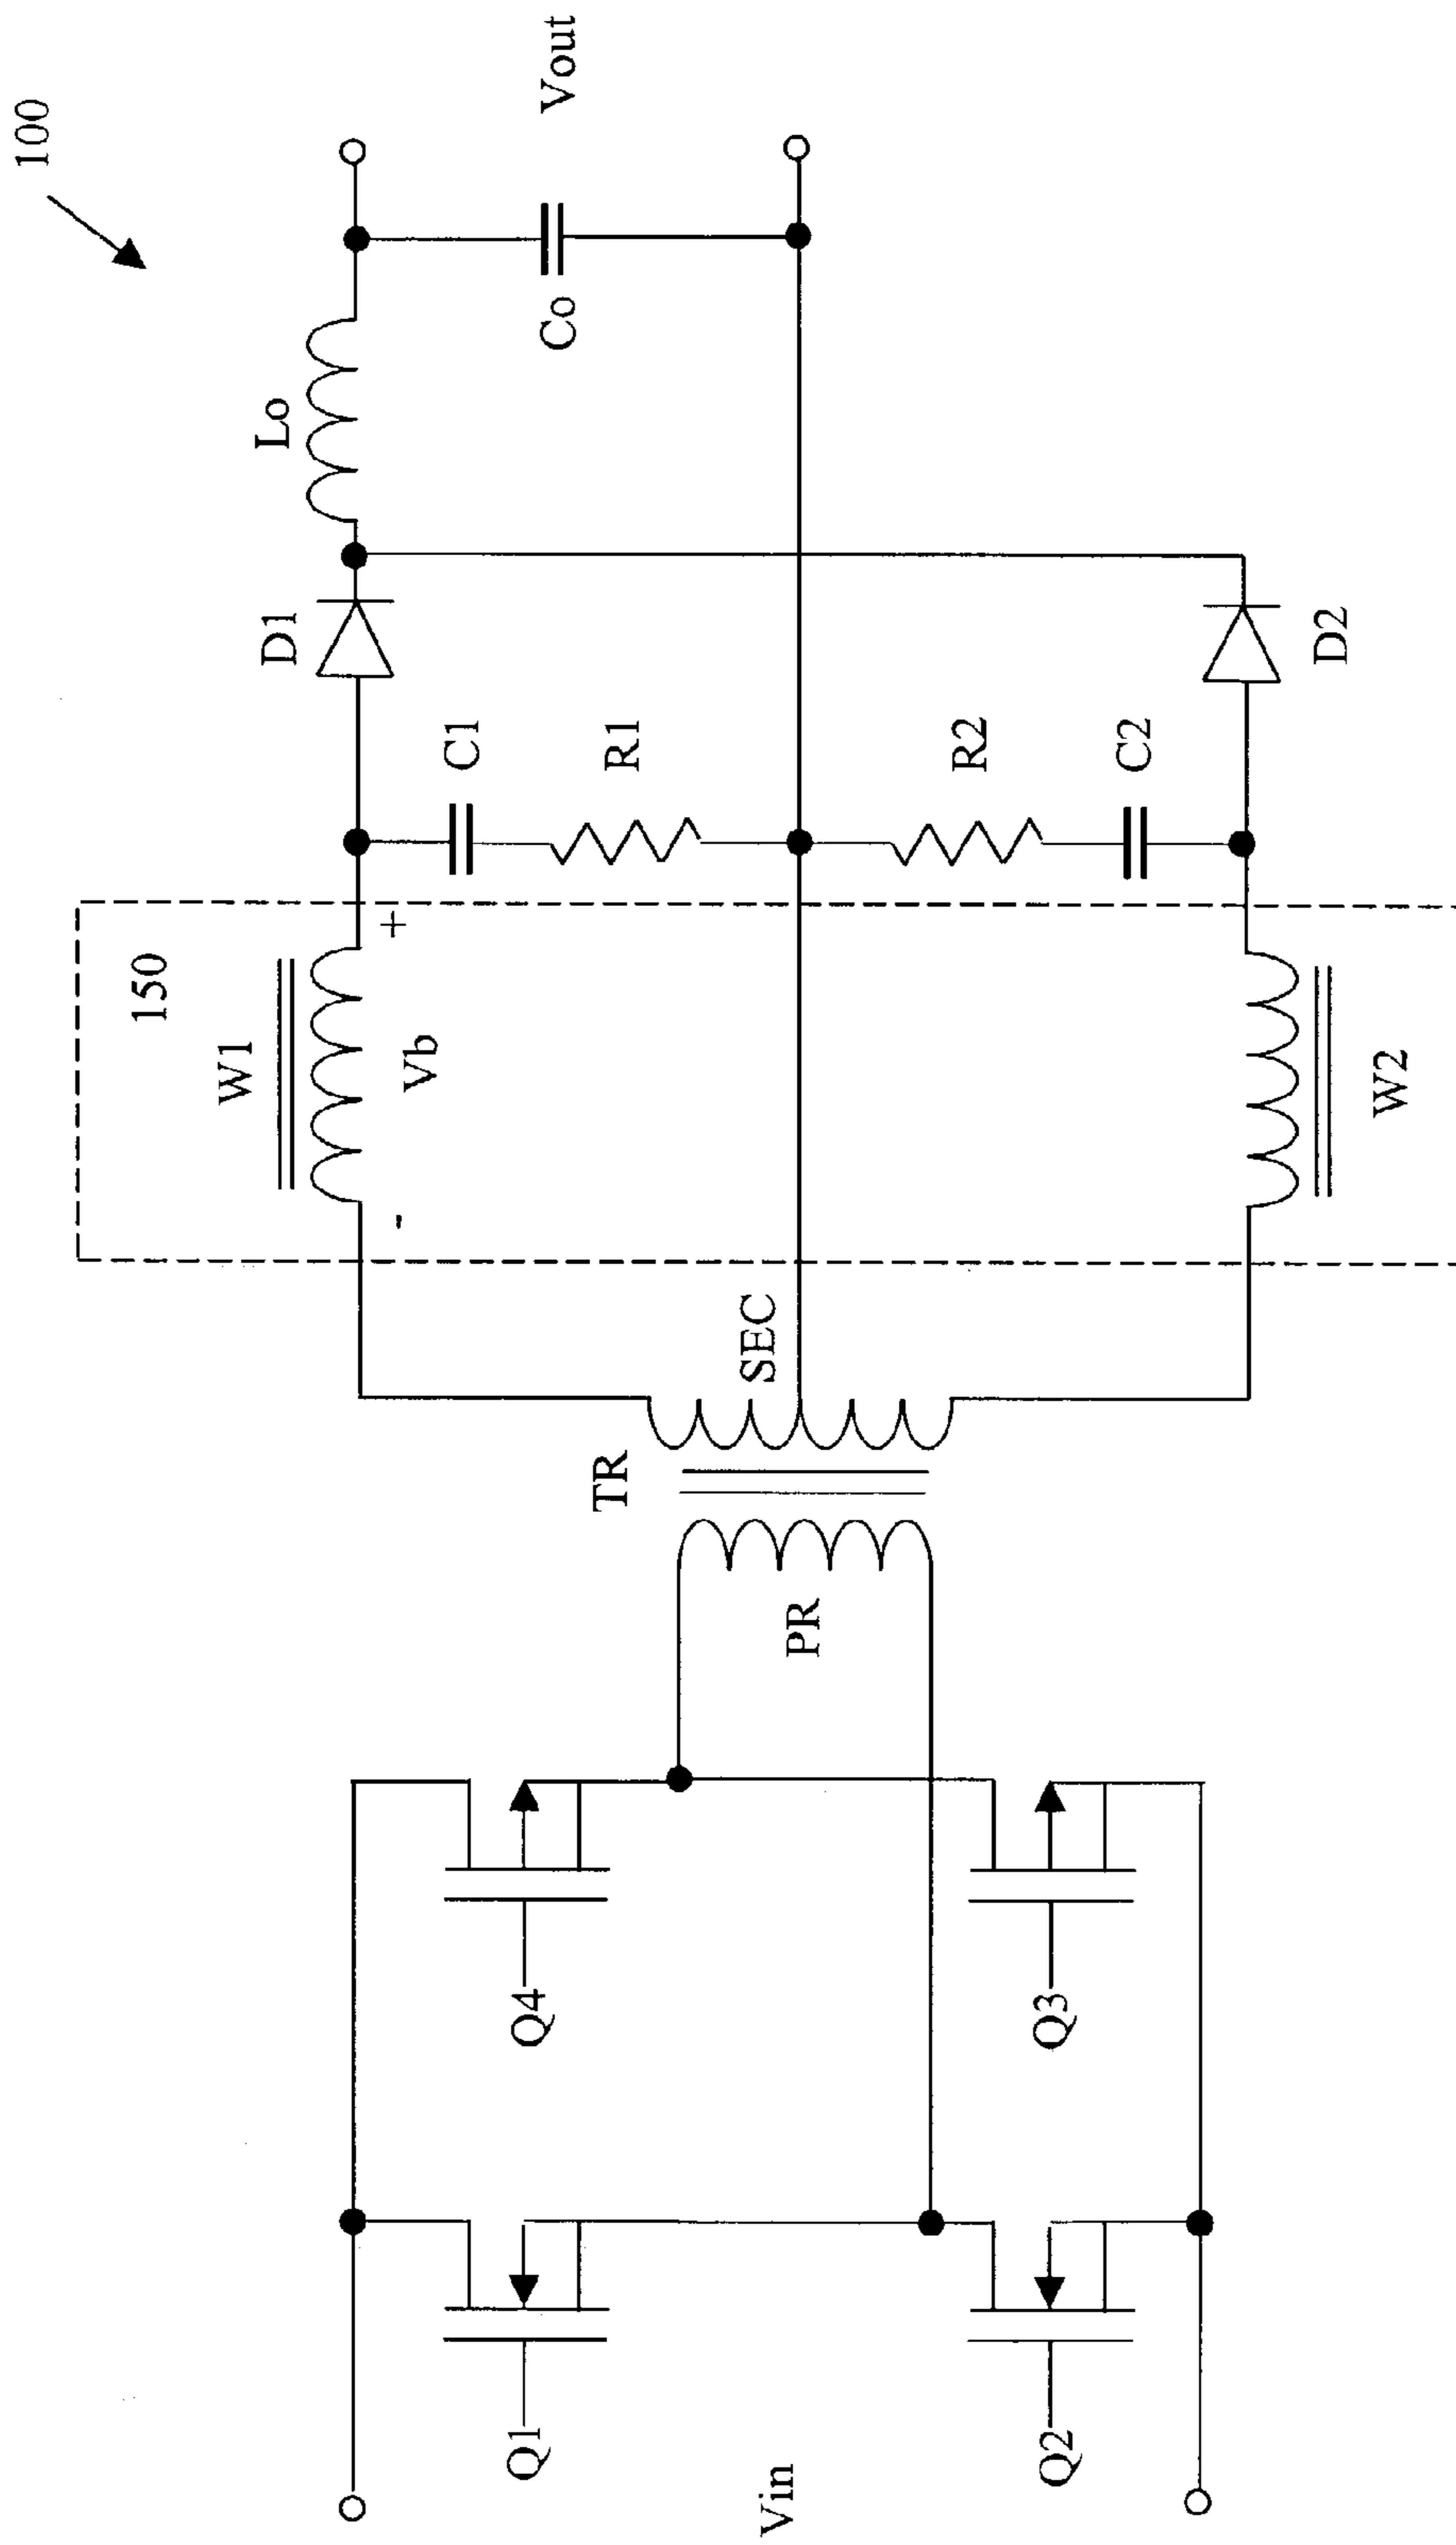 100
Vin
Q1
Q2
Q4
Q3
PR
TR
SEC
150
W1
-
Vb
+
W2
C1
R1
R2
C2
D1
D2
Lo
Co
Vout